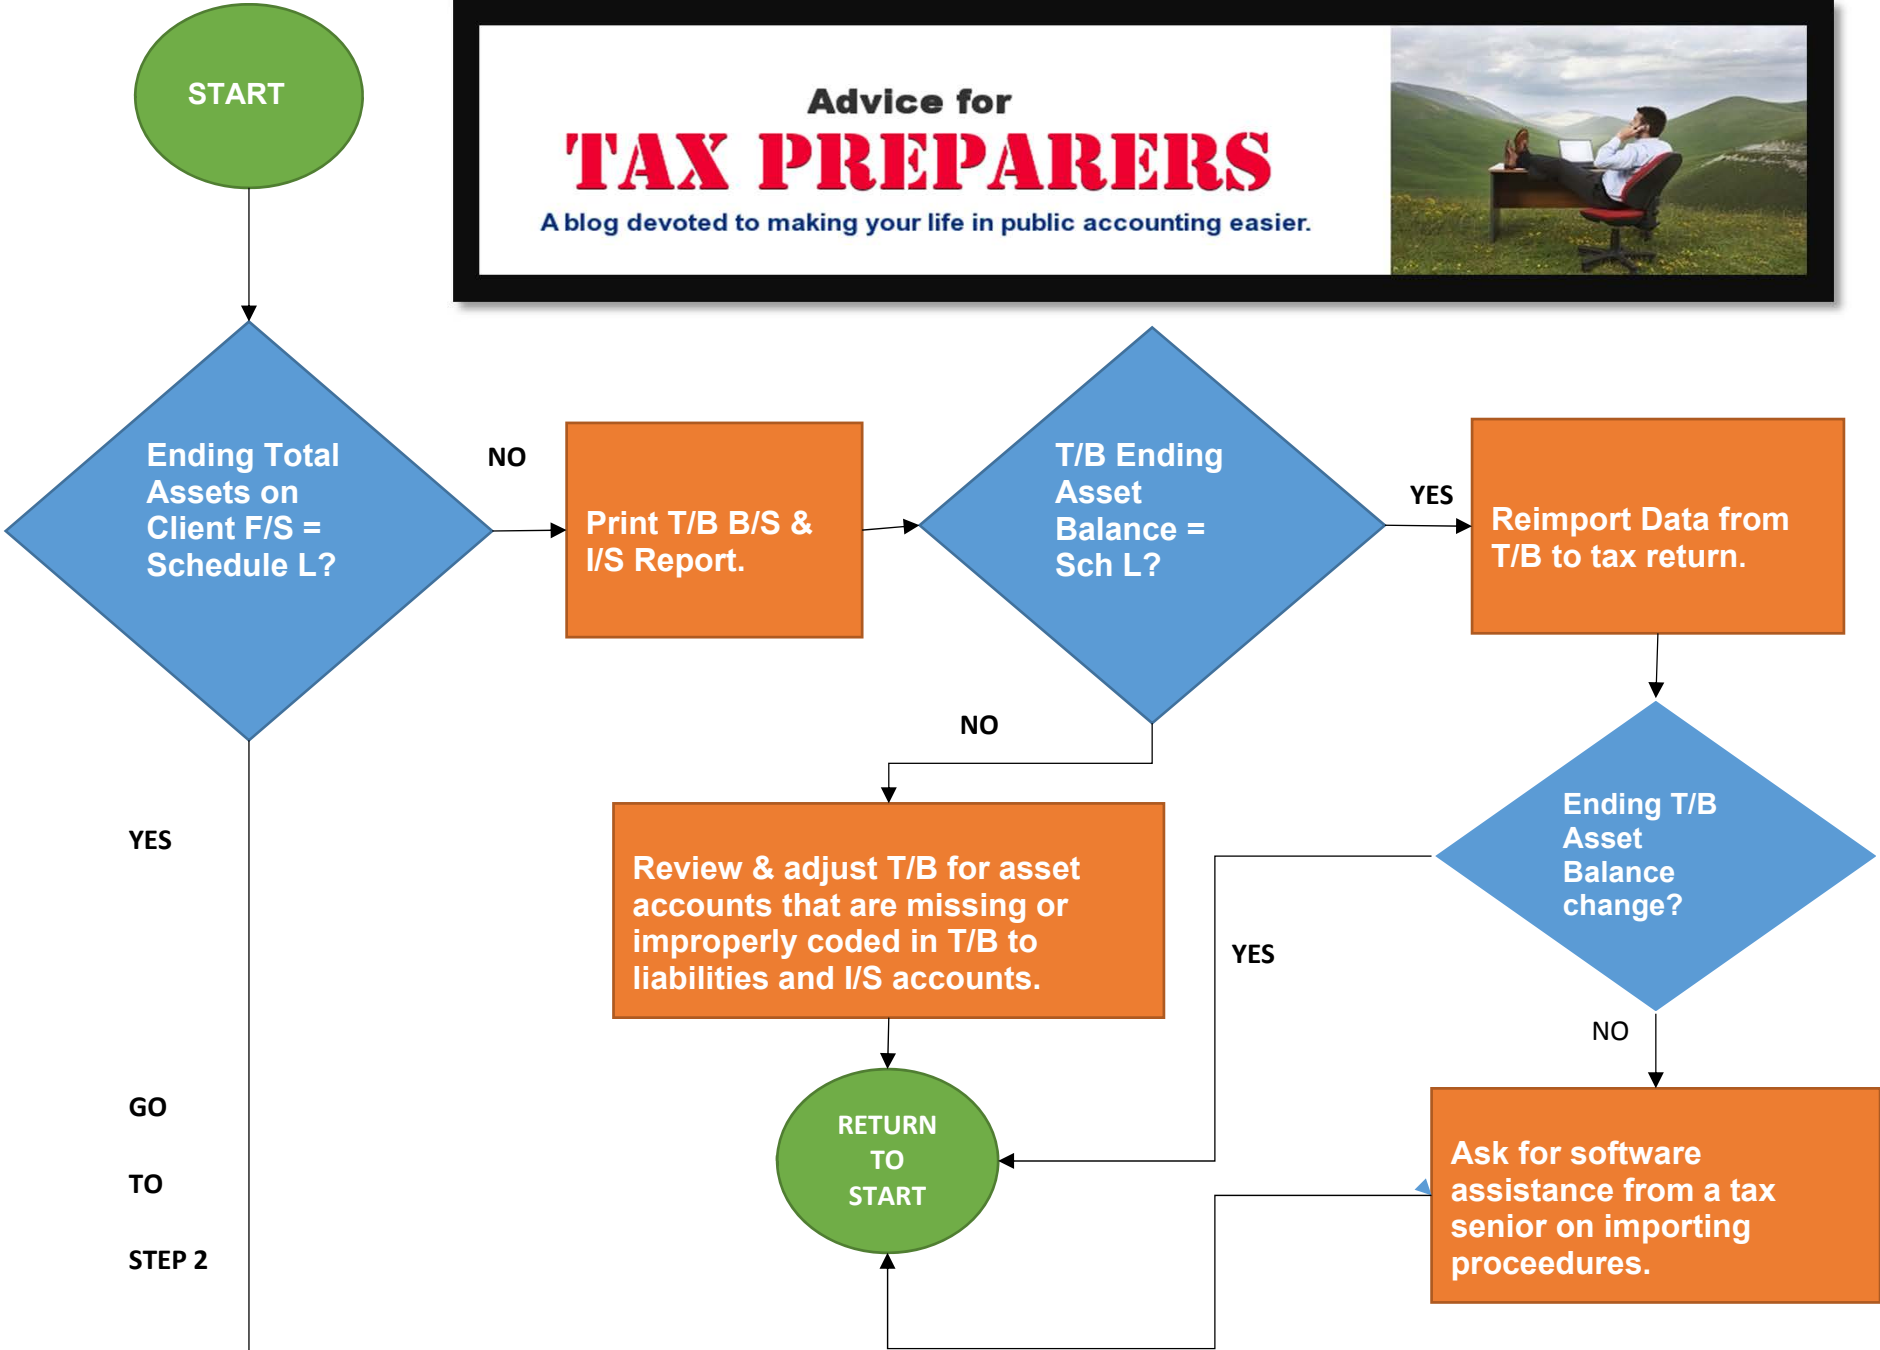 START
Advice for
TAX PREPARERS
A blog devoted to making your life in public accounting easier.
Ending Total
Assets on
Client F/S =
Schedule L?
NO
Print T/B B/S &
I/S Report.
T/B Ending
Asset
Balance =
Sch L?
YES
Reimport Data from
T/B to tax return.
NO
Review & adjust T/B for asset
accounts that are missing or
improperly coded in T/B to
liabilities and I/S accounts.
Ending T/B
Asset
Balance
change?
YES
NO
RETURN
TO
START
Ask for software
assistance from a tax
senior on importing
proceedures.
YES
GO
TO
STEP 2